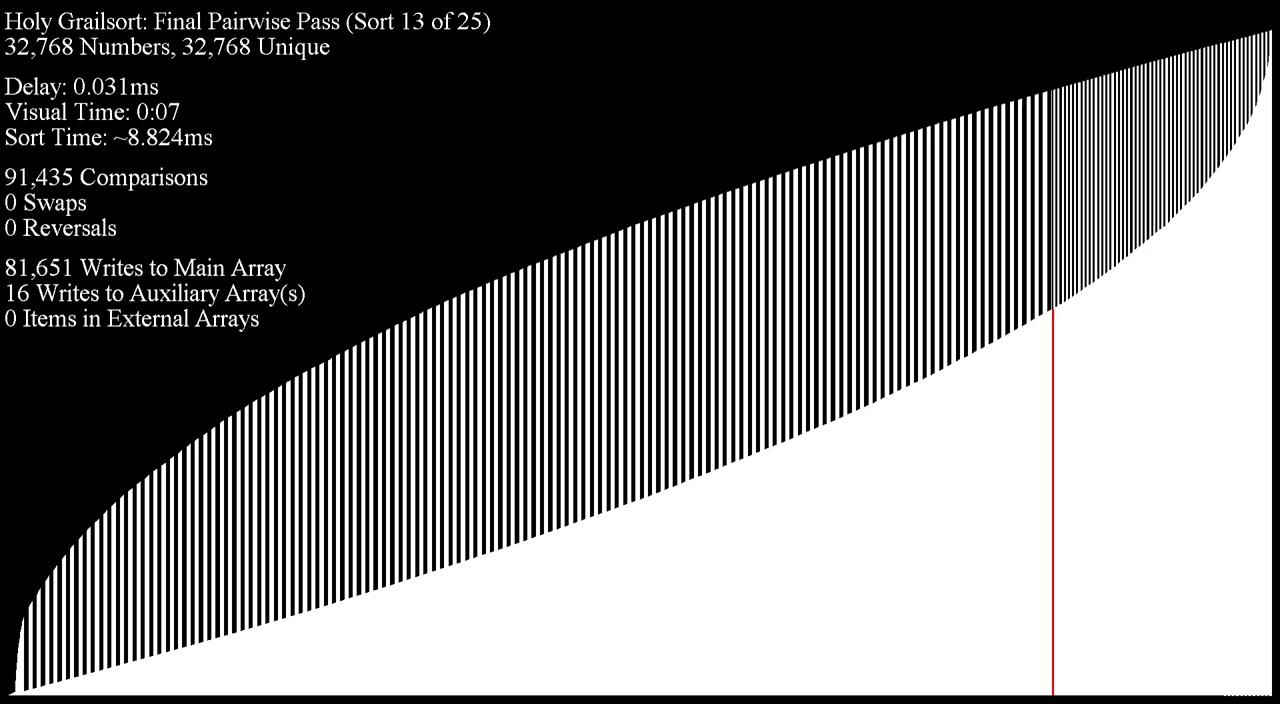 Holy Grailsort: Final Pairwise Pass (Sort 13 of 25)
32,768 Numbers, 32,768 Unique
Delay: 0.031ms
Visual Time: 0:07
Sort Time: ~8.824ms
91,435 Comparisons
0 Swaps
0 Reversals
81,651 Writes to Main Array
16 Writes to Auxiliary Array(s)
0 Items in External Arrays